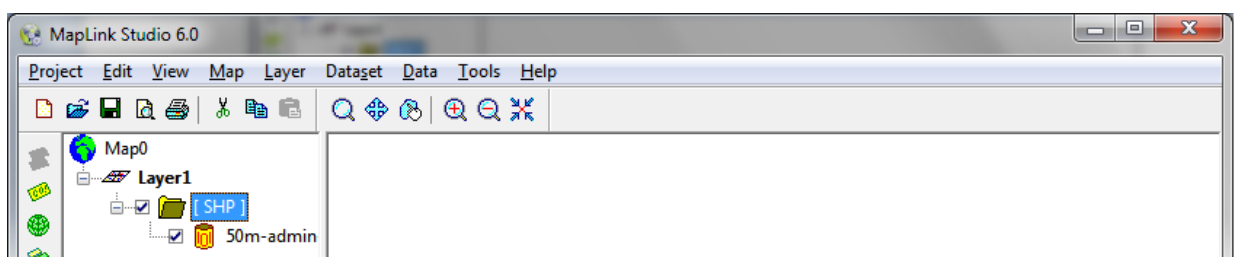 MapLink Studio 6.0
Project Edit View Map Layer Dataset Data Tools Help
Map0
Layer1
[ SHP ]
50m-admin